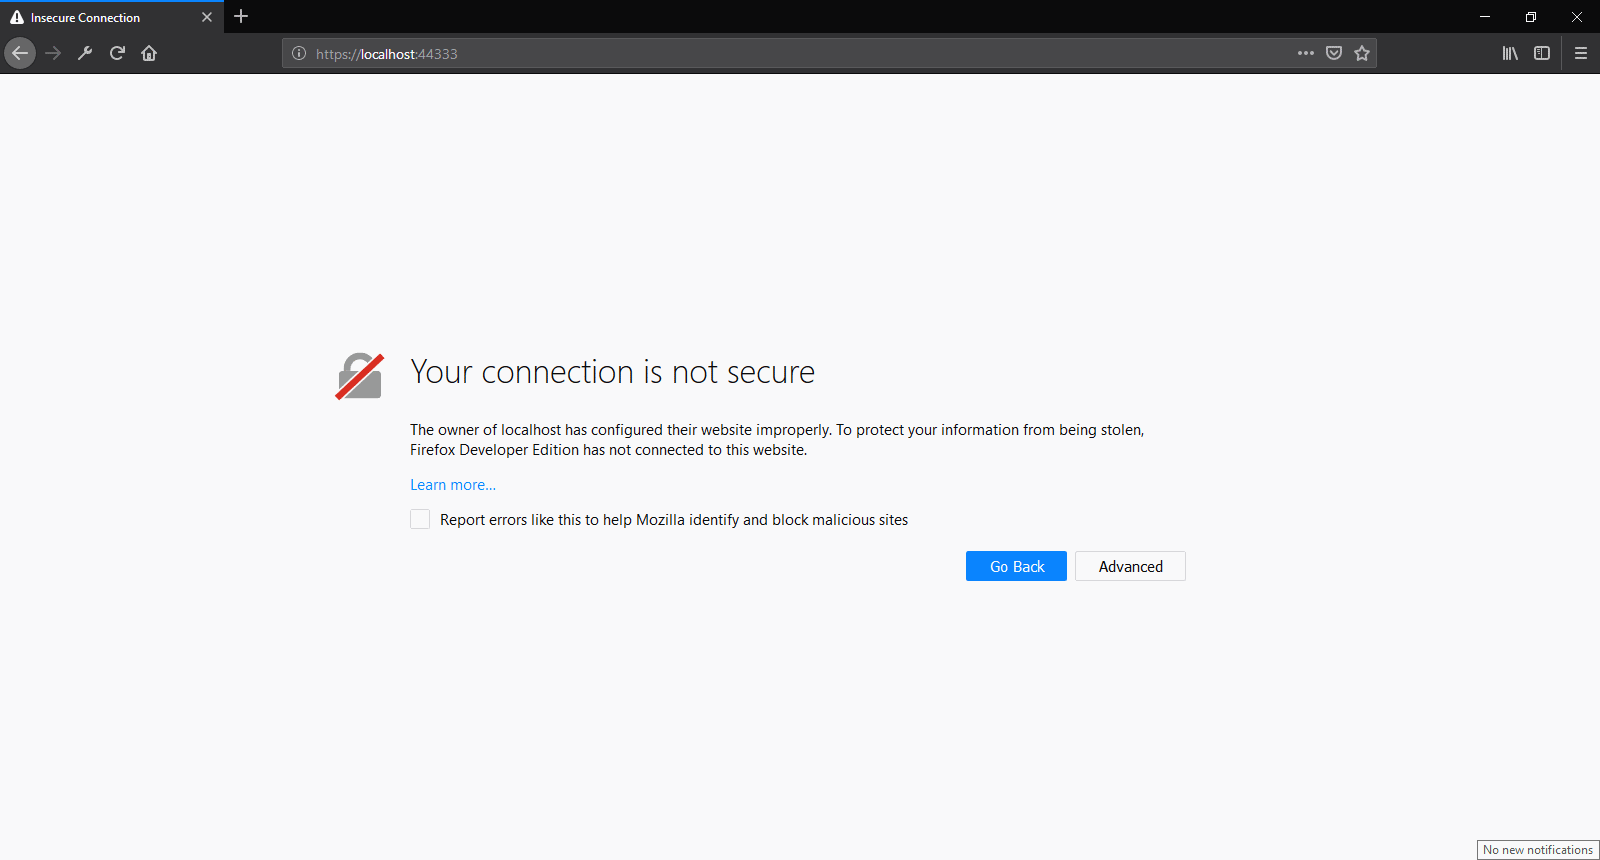 Insecure Connection
https://localhost:44333
Your connection is not secure
The owner of localhost has configured their website improperly. To protect your information from being stolen,
Firefox Developer Edition has not connected to this website.
Learn more...
Report errors like this to help Mozilla identify and block malicious sites
Go Back
Advanced
No new notifications